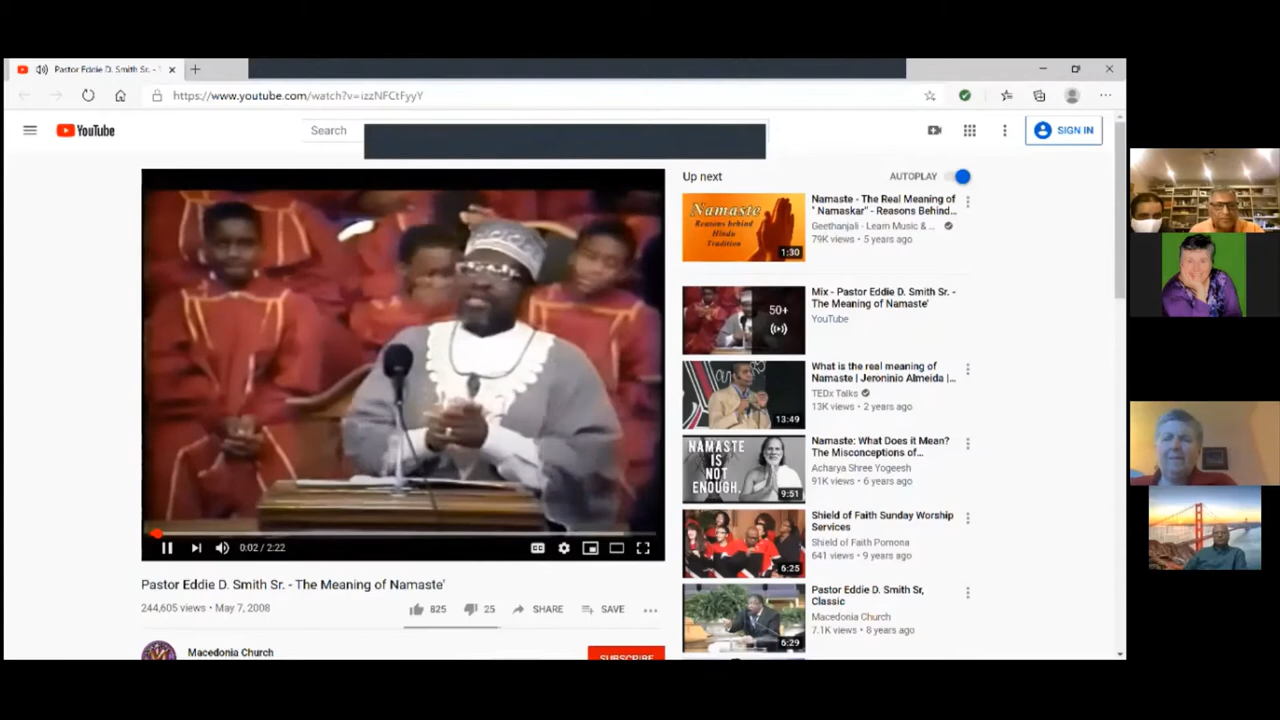 Pastor Eddie D. Smith Sr. -
https://www.youtube.com/watch?v=izzNFCtFyyY
YouTube
Search
SIGN IN
Up next
AUTOPLAY
Namaste
Reasons behind
Hindu
Tradition
1:30
Namaste - The Real Meaning of
" Namaskar" - Reasons Behind...
Geethanjali - Learn Music & ...
79K views • 5 years ago
50+
Mix - Pastor Eddie D. Smith Sr. -
The Meaning of Namaste'
YouTube
13:49
What is the real meaning of
Namaste | Jeroninio Almeida |...
TEDx Talks
13K views • 2 years ago
NAMASTE
IS
NOT
ENOUGH.
9:51
Namaste: What Does it Mean?
The Misconceptions of...
Acharya Shree Yogeesh
91K views • 6 years ago
6:25
Shield of Faith Sunday Worship
Services
Shield of Faith Pomona
641 views • 9 years ago
6:29
Pastor Eddie D. Smith Sr,
Classic
Macedonia Church
7.1K views • 8 years ago
0:02 / 2:22
CC
Pastor Eddie D. Smith Sr. - The Meaning of Namaste'
244,605 views • May 7, 2008
825
25
SHARE
SAVE
Macedonia Church
SUBSCRIBE